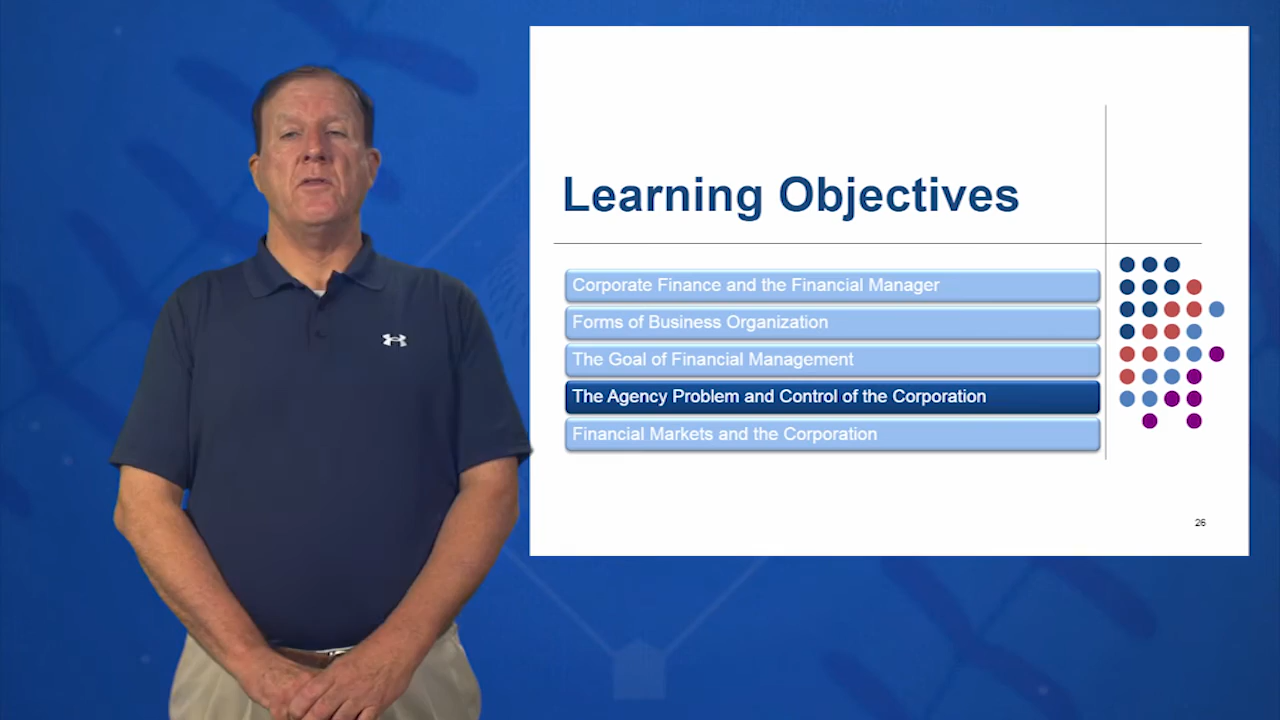 Learning Objectives
Corporate Finance and the Financial Manager
Forms of Business Organization
The Goal of Financial Management
The Agency Problem and Control of the Corporation
Financial Markets and the Corporation
26